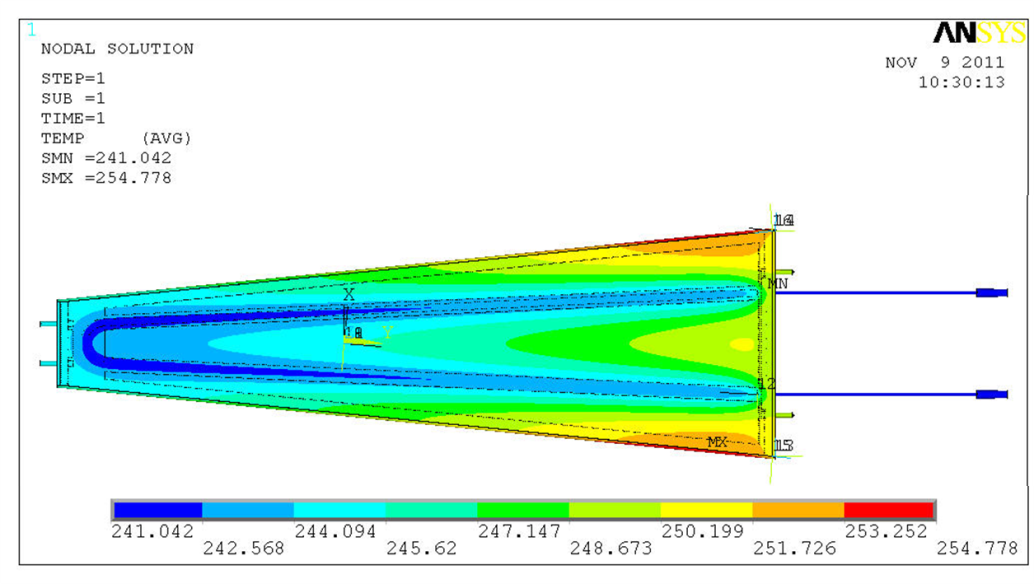 1
ANSYS
NODAL SOLUTION
NOV 9 2011
10:30:13
STEP=1
SUB =1
TIME=1
TEMP (AVG)
SMN =241.042
SMX =254.778
MN
X
Y
12
MX
241.042 244.094 247.147 250.199 253.252
242.568 245.62 248.673 251.726 254.778